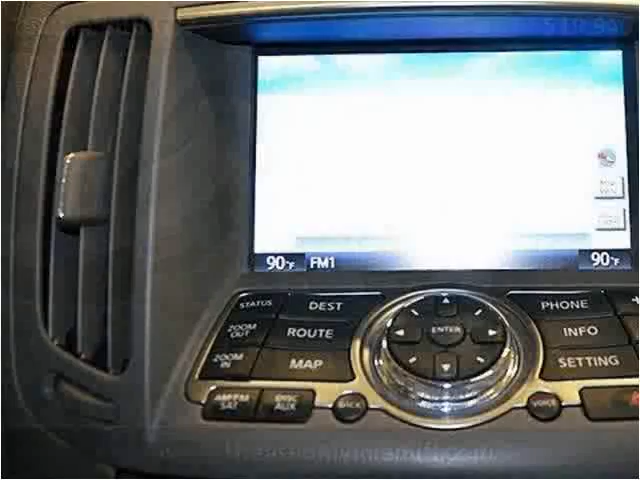 90°F FM1 90°F
STATUS DEST PHONE
ZOOM OUT ROUTE ENTER INFO
ZOOM IN MAP SETTING
AM/FM SAT DISC AUX BACK VOICE